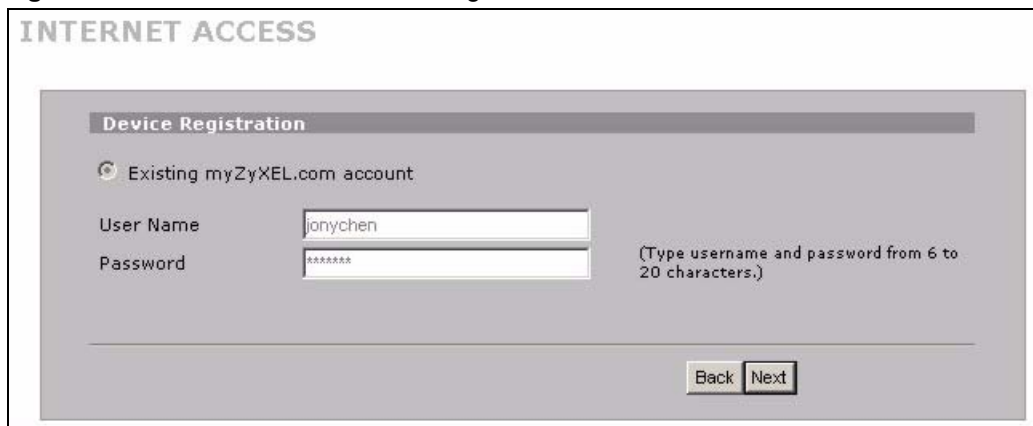 INTERNET ACCESS
Device Registration
Existing myZyXEL.com account
User Name
jonychen
Password
*******
(Type username and password from 6 to
20 characters.)
Back
Next